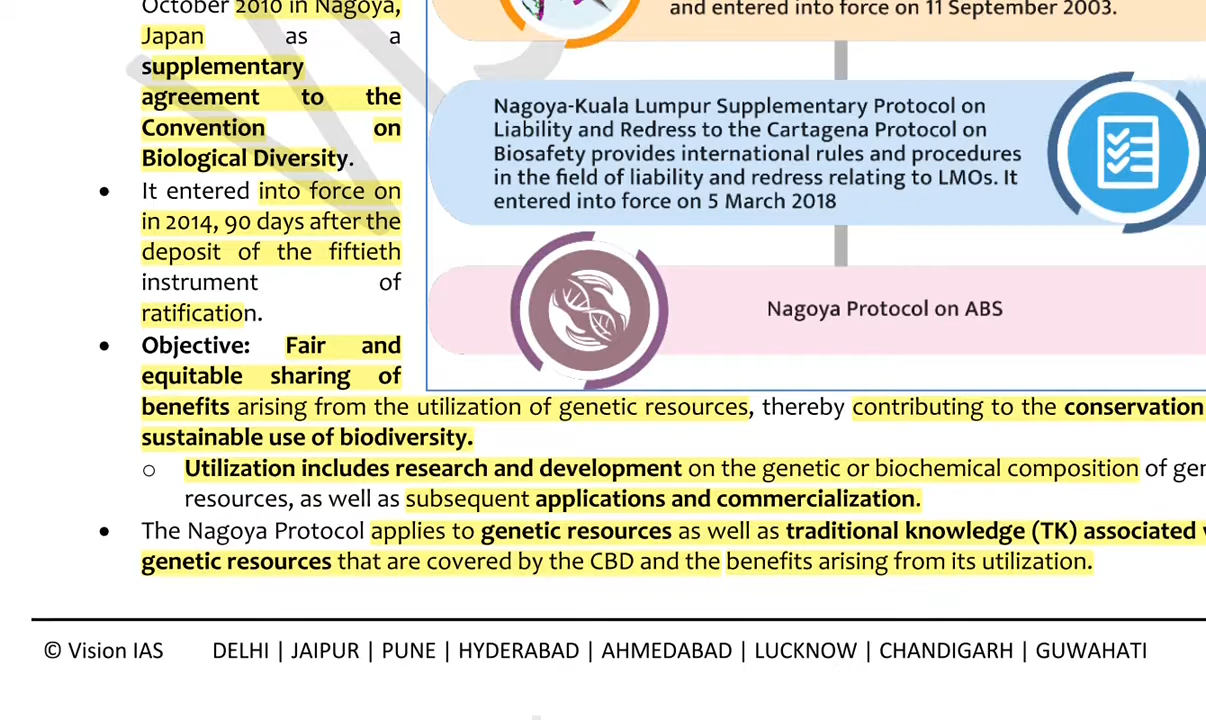 October 2010 in Nagoya,
Japan as a
supplementary
agreement to the
Convention on
Biological Diversity.
• It entered into force on
in 2014, 90 days after the
deposit of the fiftieth
instrument of
ratification.
• Objective: Fair and
equitable sharing of
benefits arising from the utilization of genetic resources, thereby contributing to the conservation
sustainable use of biodiversity.
o Utilization includes research and development on the genetic or biochemical composition of
resources, as well as subsequent applications and commercialization.
• The Nagoya Protocol applies to genetic resources as well as traditional knowledge (TK) associated
genetic resources that are covered by the CBD and the benefits arising from its utilization.
and entered into force on 11 September 2003.
Nagoya-Kuala Lumpur Supplementary Protocol on
Liability and Redress to the Cartagena Protocol on
Biosafety provides international rules and procedures
in the field of liability and redress relating to LMOs. It
entered into force on 5 March 2018
Nagoya Protocol on ABS
© Vision IAS DELHI | JAIPUR | PUNE | HYDERABAD | AHMEDABAD | LUCKNOW | CHANDIGARH | GUWAHATI